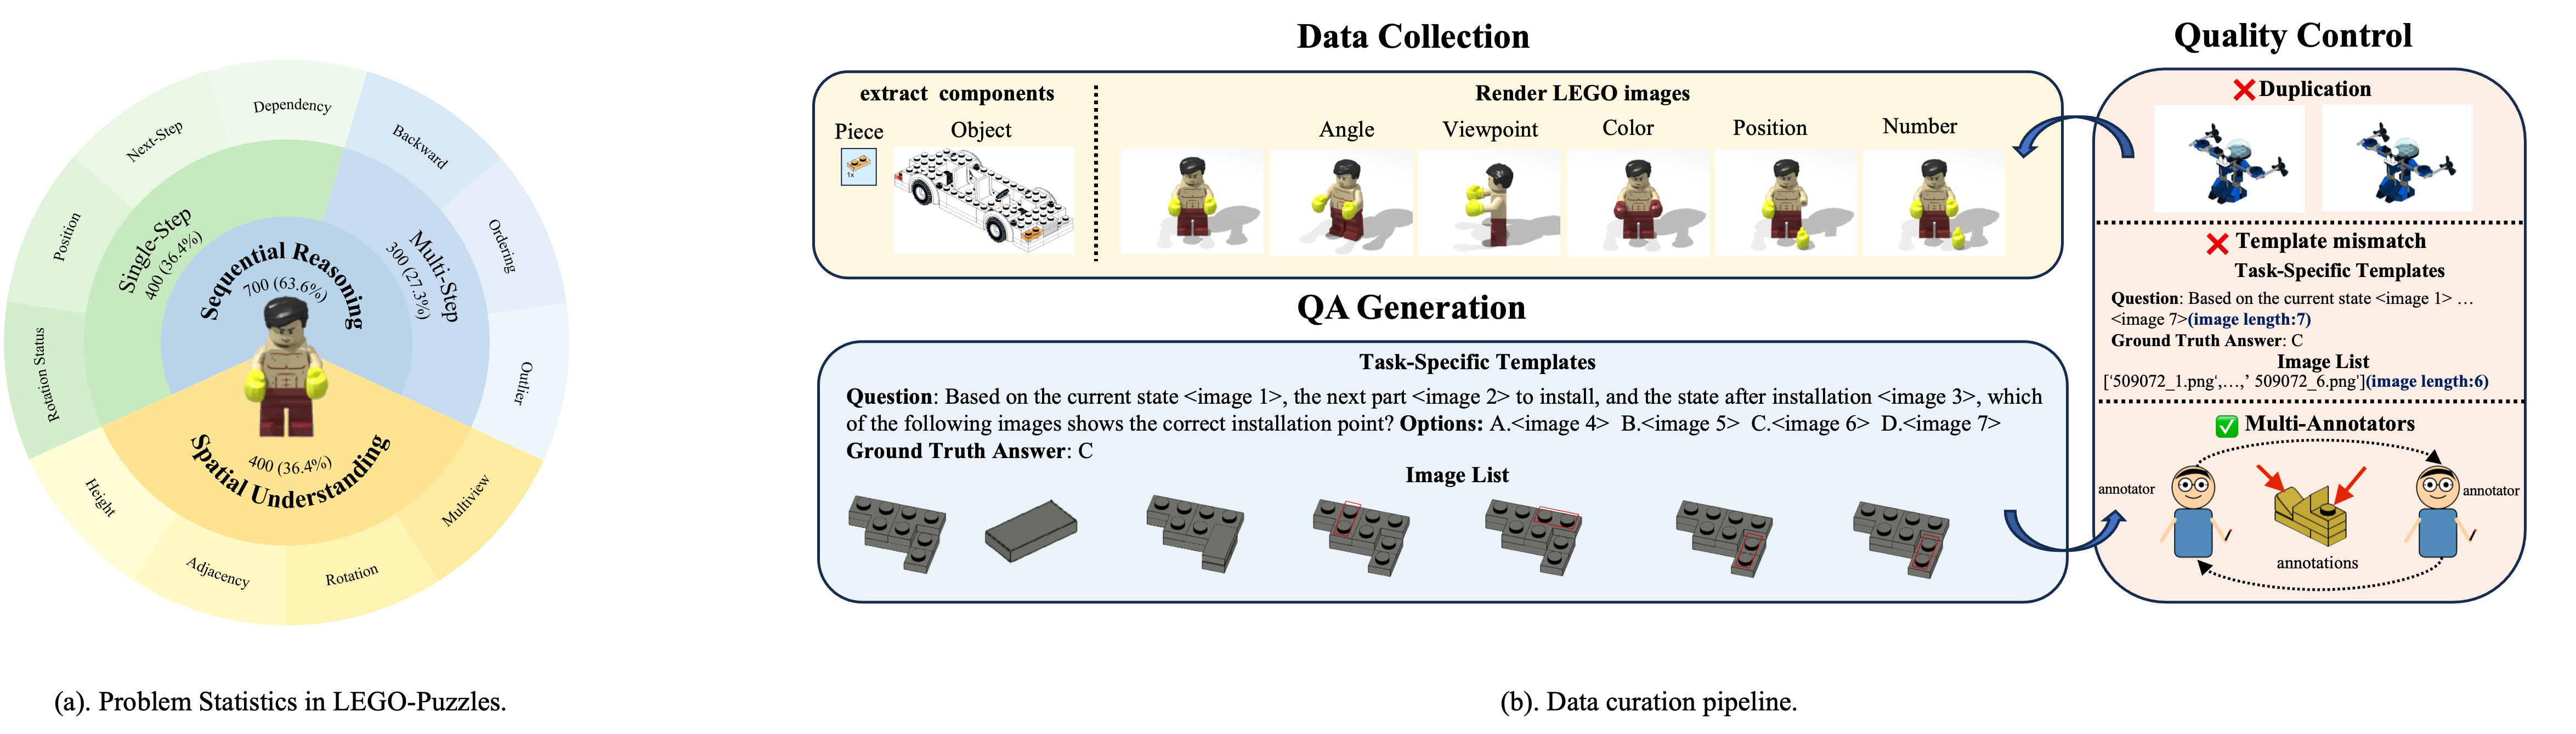 Dependency
Backward
Next-Step
Ordering
Position
Outlier
Rotation Status
Single-Step
400 (36.4%)
Multi-Step
300 (27.3%)
Sequential Reasoning
700 (63.6%)
400 (36.4%)
Spatial Understanding
Height
Adjacency
Rotation
Multiview
(a). Problem Statistics in LEGO-Puzzles.
Data Collection
extract components
Piece
Object
1x
Render LEGO images
Angle
Viewpoint
Color
Position
Number
QA Generation
Task-Specific Templates
Question: Based on the current state <image 1>, the next part <image 2> to install, and the state after installation <image 3>, which
of the following images shows the correct installation point? Options: A.<image 4> B.<image 5> C.<image 6> D.<image 7>
Ground Truth Answer: C
Image List
Quality Control
❌Duplication
❌ Template mismatch
Task-Specific Templates
Question: Based on the current state <image 1> …
<image 7>(image length:7)
Ground Truth Answer: C
Image List
[‘509072_1.png‘,…,’ 509072_6.png’](image length:6)
✅ Multi-Annotators
annotator
annotator
annotations
(b). Data curation pipeline.